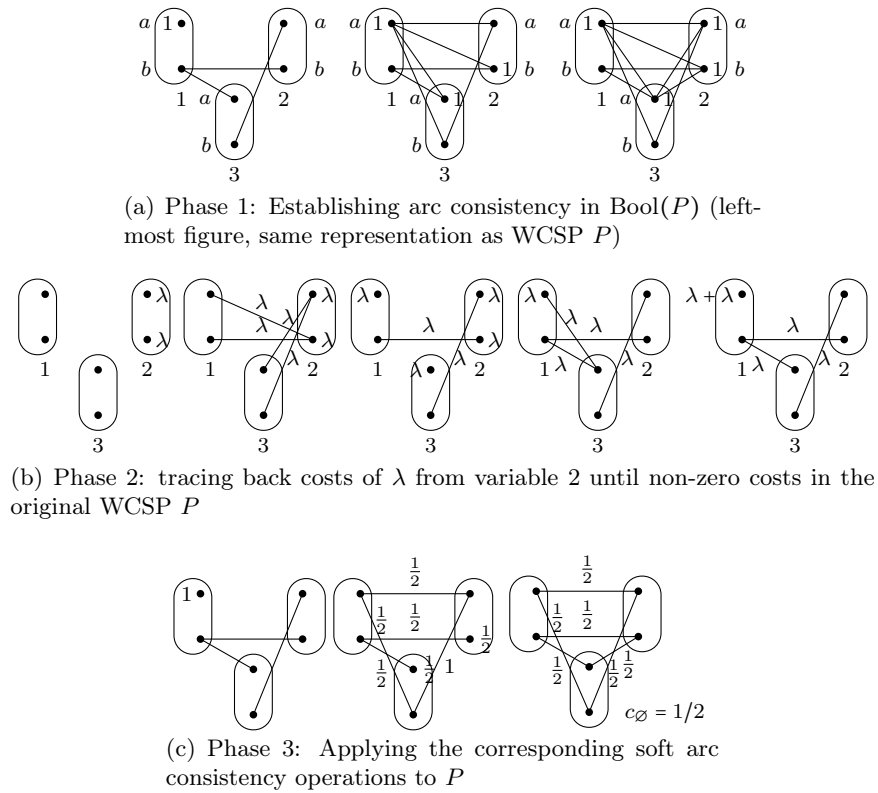 a 1 a a 1 a a 1 1 a
b b b 1 b b 1 b
1 a 2 1 a 1 2 1 a 1 2
b b b
3 3 3
(a) Phase 1: Establishing arc consistency in Bool(P) (left-
most figure, same representation as WCSP P)
λ λ λ λ λ λ λ λ + λ
λ λ λ λ λ λ λ λ
1 2 1 λ 2 1 λ λ 2 1 λ λ 2 1 λ λ 2
3 3 3 3 3
(b) Phase 2: tracing back costs of λ from variable 2 until non-zero costs in the
original WCSP P
1/2 1/2
1
1/2 1/2 1/2 1/2 1/2
1/2 1/2 1 1/2 1/2 1/2
c∅ = 1/2
(c) Phase 3: Applying the corresponding soft arc
consistency operations to P